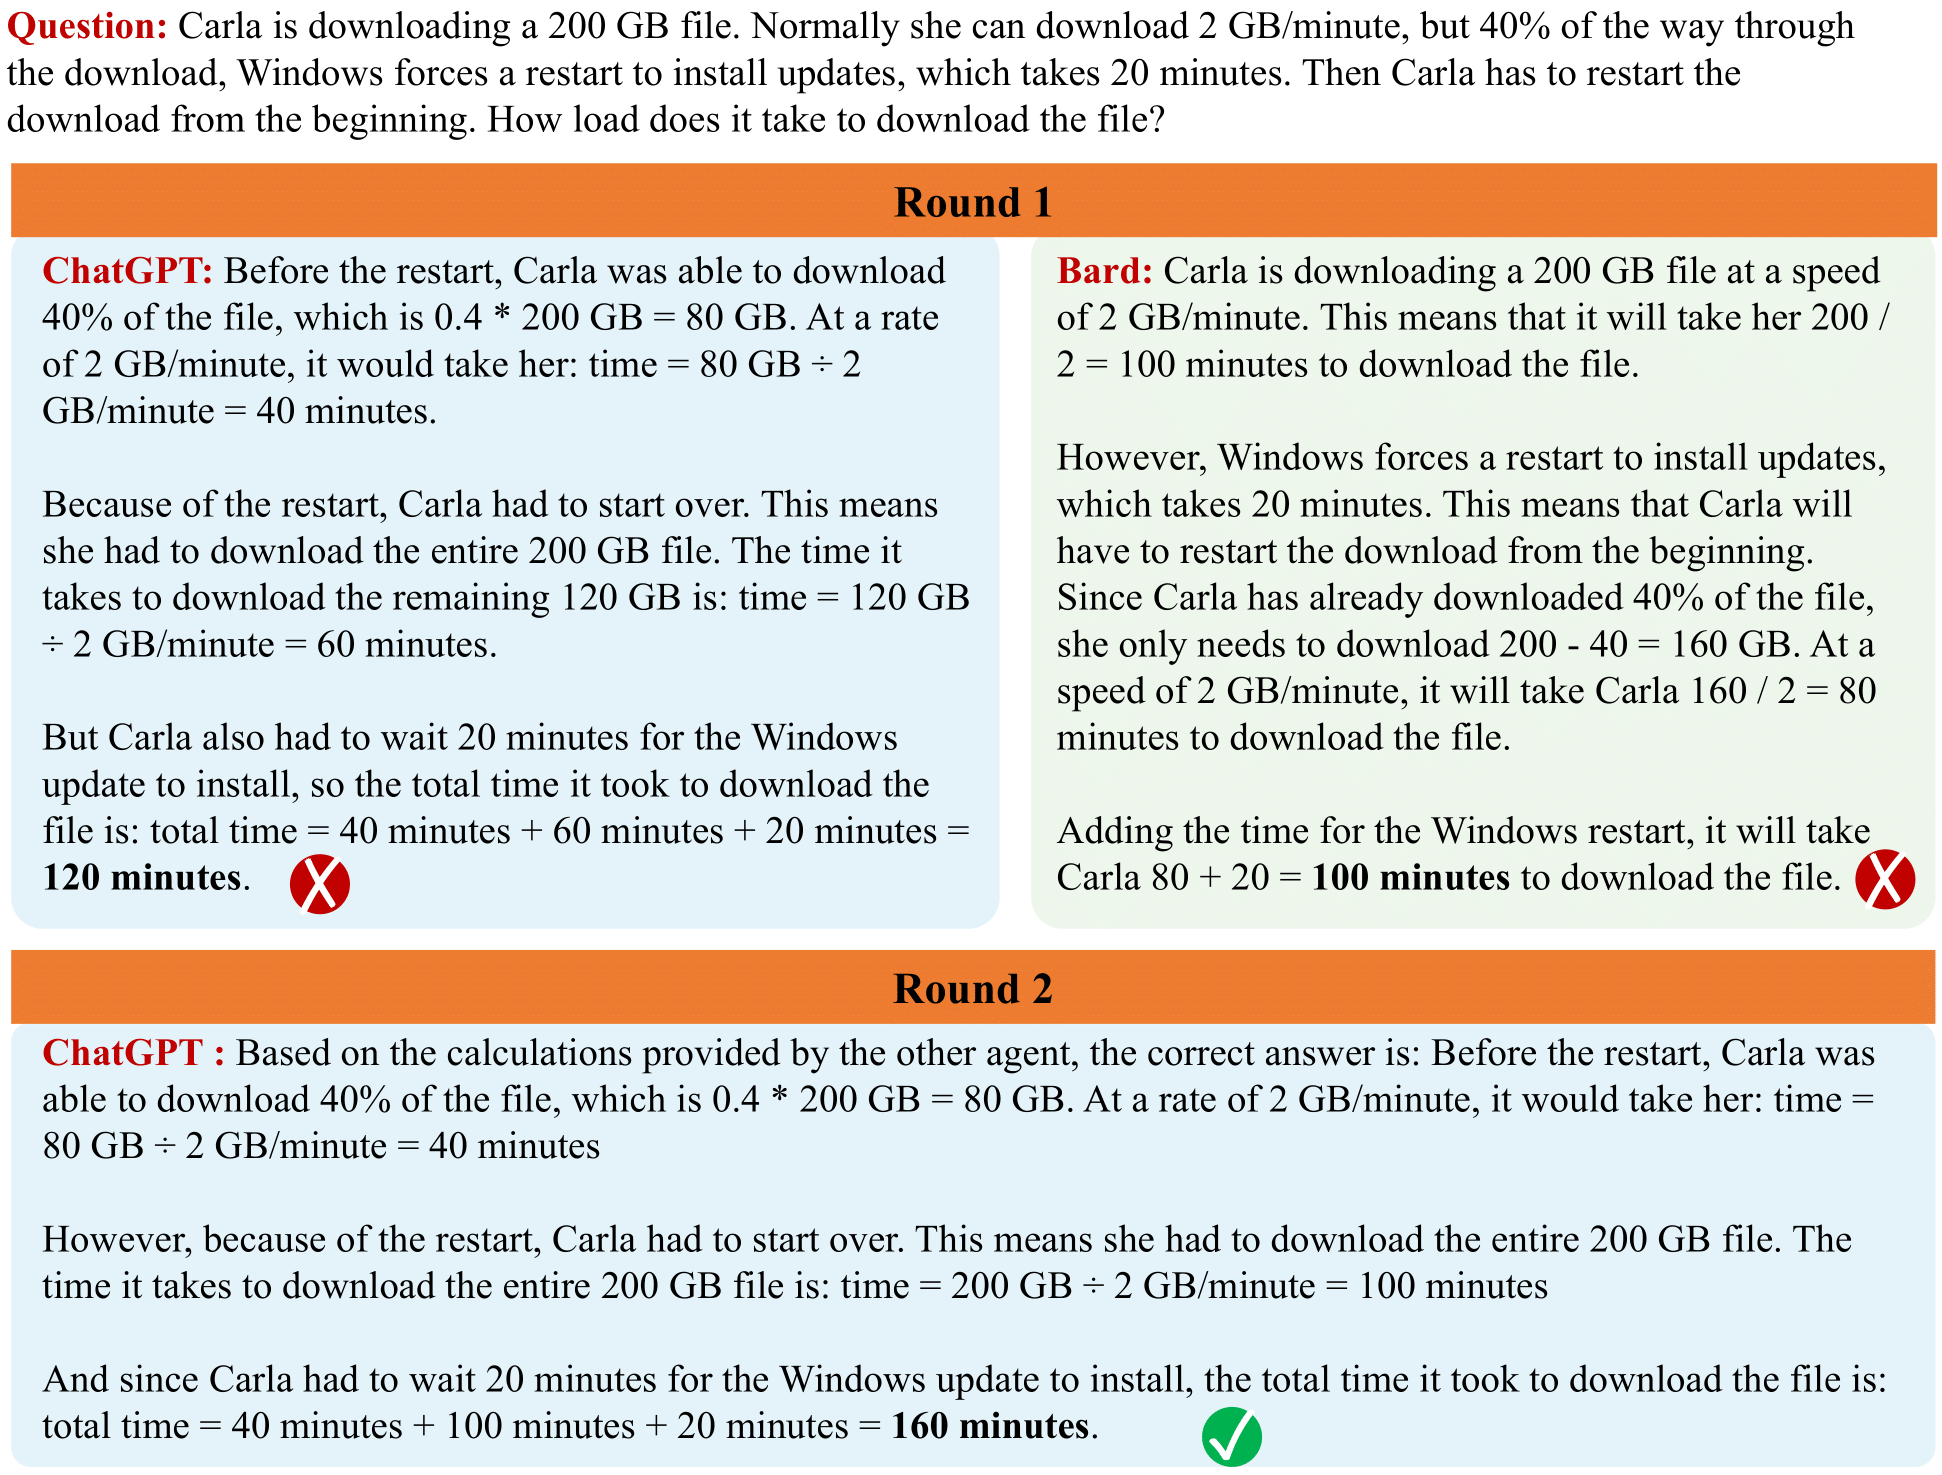 Question: Carla is downloading a 200 GB file. Normally she can download 2 GB/minute, but 40% of the way through
the download, Windows forces a restart to install updates, which takes 20 minutes. Then Carla has to restart the
download from the beginning. How load does it take to download the file?
Round 1
ChatGPT: Before the restart, Carla was able to download
40% of the file, which is 0.4 * 200 GB = 80 GB. At a rate
of 2 GB/minute, it would take her: time = 80 GB ÷ 2
GB/minute = 40 minutes.
Because of the restart, Carla had to start over. This means
she had to download the entire 200 GB file. The time it
takes to download the remaining 120 GB is: time = 120 GB
÷ 2 GB/minute = 60 minutes.
But Carla also had to wait 20 minutes for the Windows
update to install, so the total time it took to download the
file is: total time = 40 minutes + 60 minutes + 20 minutes =
120 minutes.
Bard: Carla is downloading a 200 GB file at a speed
of 2 GB/minute. This means that it will take her 200 /
2 = 100 minutes to download the file.
However, Windows forces a restart to install updates,
which takes 20 minutes. This means that Carla will
have to restart the download from the beginning.
Since Carla has already downloaded 40% of the file,
she only needs to download 200 - 40 = 160 GB. At a
speed of 2 GB/minute, it will take Carla 160 / 2 = 80
minutes to download the file.
Adding the time for the Windows restart, it will take
Carla 80 + 20 = 100 minutes to download the file.
Round 2
ChatGPT : Based on the calculations provided by the other agent, the correct answer is: Before the restart, Carla was
able to download 40% of the file, which is 0.4 * 200 GB = 80 GB. At a rate of 2 GB/minute, it would take her: time =
80 GB ÷ 2 GB/minute = 40 minutes
However, because of the restart, Carla had to start over. This means she had to download the entire 200 GB file. The
time it takes to download the entire 200 GB file is: time = 200 GB ÷ 2 GB/minute = 100 minutes
And since Carla had to wait 20 minutes for the Windows update to install, the total time it took to download the file is:
total time = 40 minutes + 100 minutes + 20 minutes = 160 minutes.